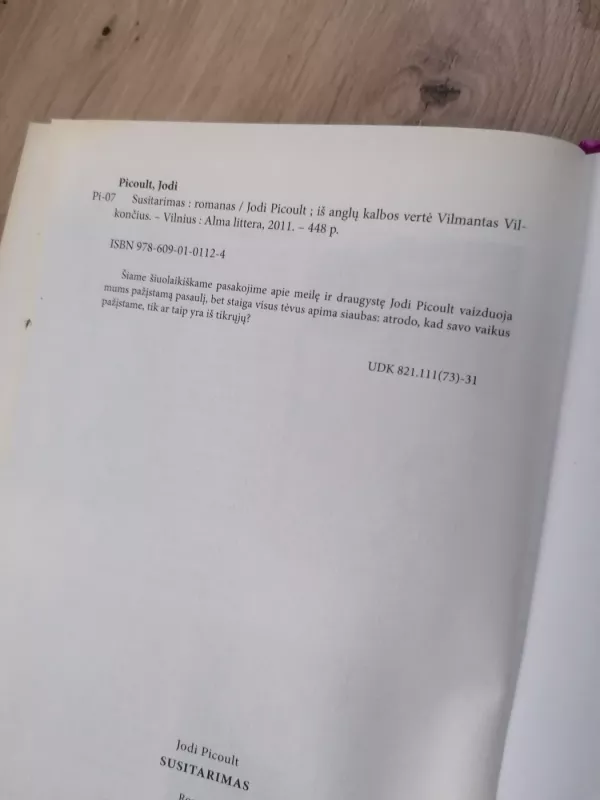 Picoult, Jodi
Pi-07 Susitarimas : romanas / Jodi Picoult ; iš anglų kalbos vertė Vilmantas Vil-
končius. – Vilnius : Alma littera, 2011. – 448 p.
ISBN 978-609-01-0112-4
Šiame šiuolaikiškame pasakojime apie meilę ir draugystę Jodi Picoult vaizduoja
mums pažįstamą pasaulį, bet staiga visus tėvus apima siaubas: atrodo, kad savo vaikus
pažįstame, tik ar taip yra iš tikrųjų?
UDK 821.111(73)-31
Jodi Picoult
SUSITARIMAS